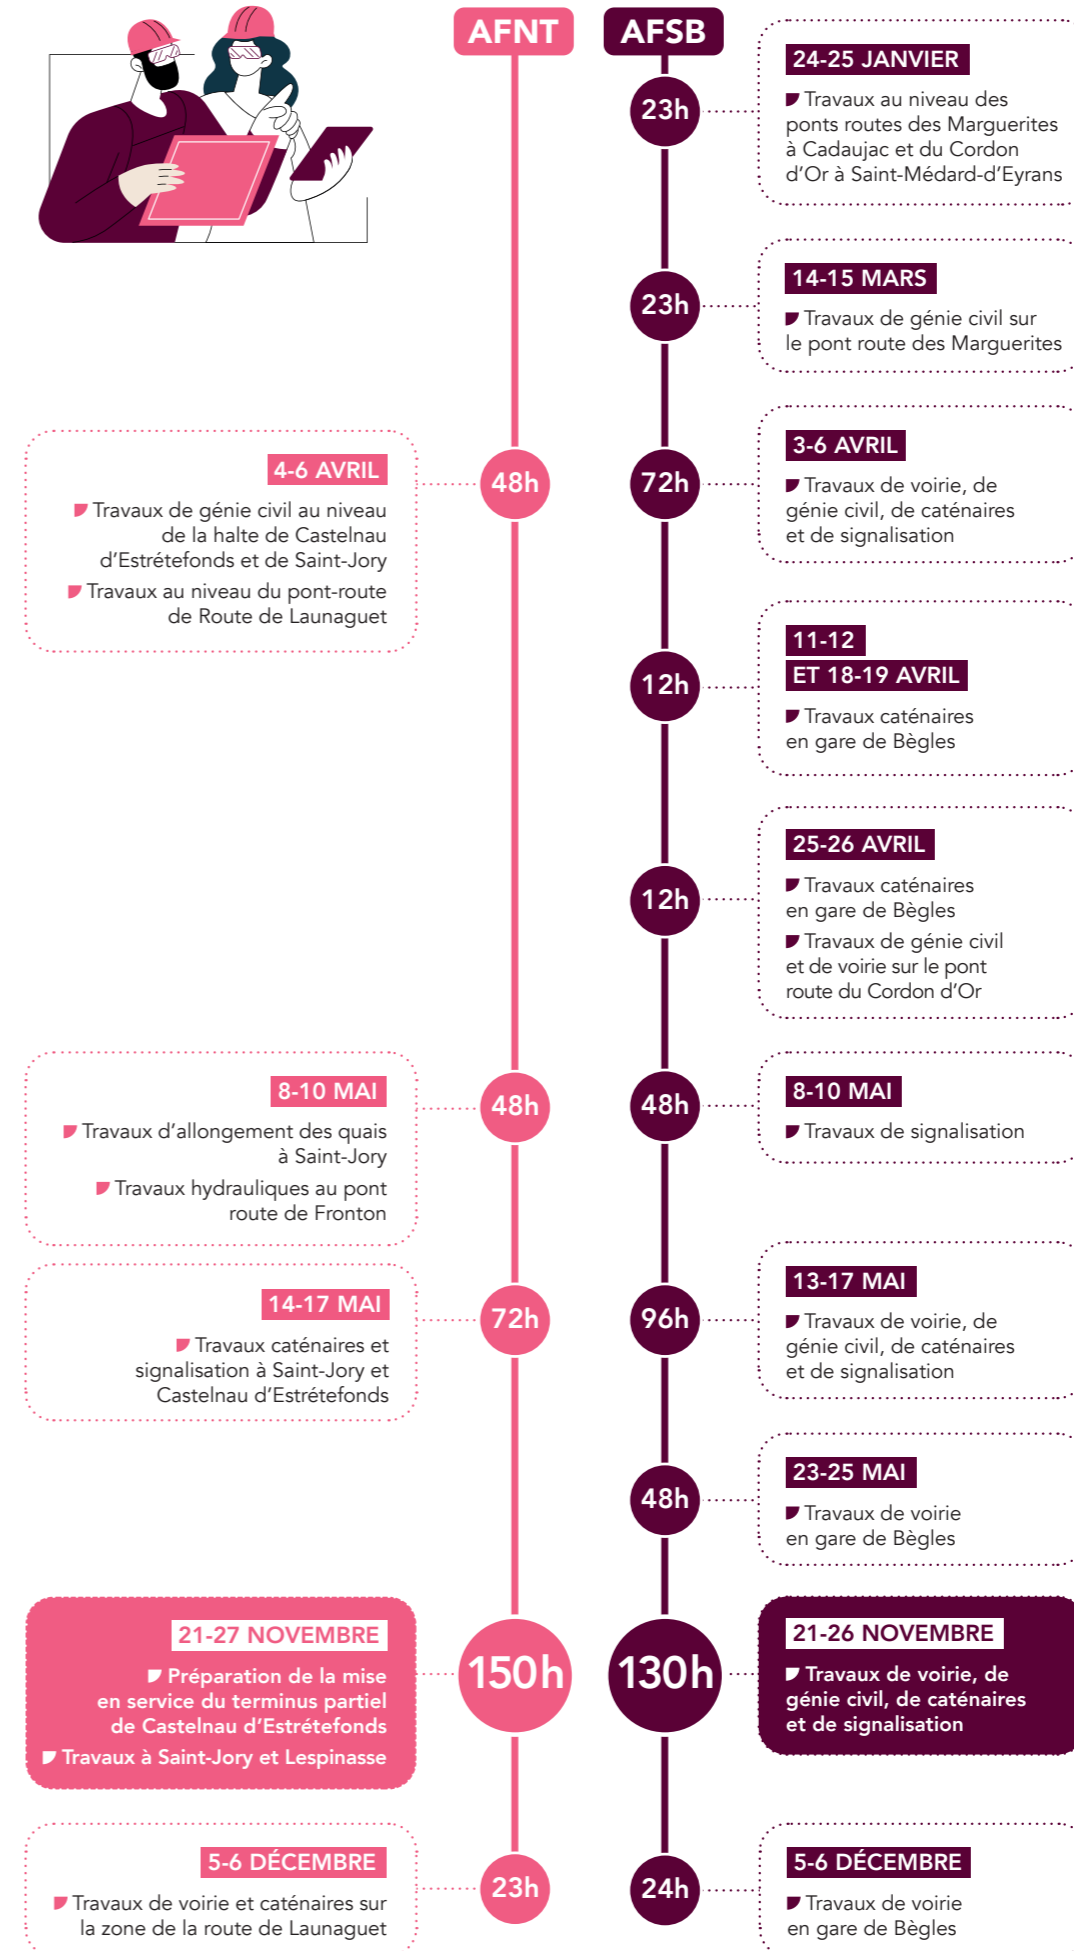 AFNT
AFSB
23h
24-25 JANVIER
Travaux au niveau des
ponts routes des Marguerites
à Cadaujac et du Cordon
d'Or à Saint-Médard-d'Eyrans
23h
14-15 MARS
Travaux de génie civil sur
le pont route des Marguerites
4-6 AVRIL
Travaux de génie civil au niveau
de la halte de Castelnau
d'Estrétefonds et de Saint-Jory
Travaux au niveau du pont-route
de Route de Launaguet
48h
72h
3-6 AVRIL
Travaux de voirie, de
génie civil, de caténaires
et de signalisation
12h
11-12
ET 18-19 AVRIL
Travaux caténaires
en gare de Bègles
12h
25-26 AVRIL
Travaux caténaires
en gare de Bègles
Travaux de génie civil
et de voirie sur le pont
route du Cordon d'Or
8-10 MAI
Travaux d'allongement des quais
à Saint-Jory
Travaux hydrauliques au pont
route de Fronton
48h
48h
8-10 MAI
Travaux de signalisation
14-17 MAI
Travaux caténaires et
signalisation à Saint-Jory et
Castelnau d'Estrétefonds
72h
96h
13-17 MAI
Travaux de voirie, de
génie civil, de caténaires
et de signalisation
48h
23-25 MAI
Travaux de voirie
en gare de Bègles
21-27 NOVEMBRE
Préparation de la mise
en service du terminus partiel
de Castelnau d'Estrétefonds
Travaux à Saint-Jory et Lespinasse
150h
130h
21-26 NOVEMBRE
Travaux de voirie, de
génie civil, de caténaires
et de signalisation
5-6 DÉCEMBRE
Travaux de voirie et caténaires sur
la zone de la route de Launaguet
23h
24h
5-6 DÉCEMBRE
Travaux de voirie
en gare de Bègles